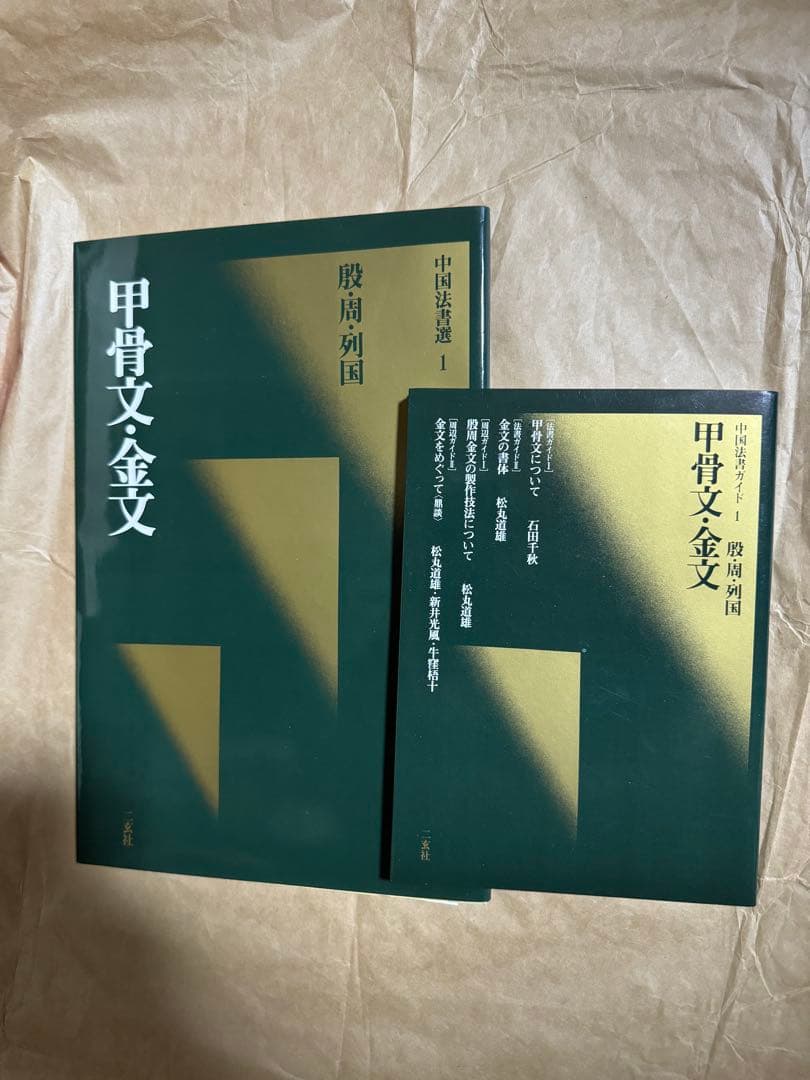 中国法書選 1
殷・周・列国
甲骨文・金文
二玄社
中国法書ガイド 1
殷・周・列国
甲骨文・金文
[法書ガイドⅠ]
甲骨文について 石田千秋
[法書ガイドⅡ]
金文の書体 松丸道雄
[周辺ガイドⅠ]
殷周金文の製作技法について 松丸道雄
[周辺ガイドⅡ]
金文をめぐって〈鼎談〉 松丸道雄・新井光風・牛窪梧十
二玄社